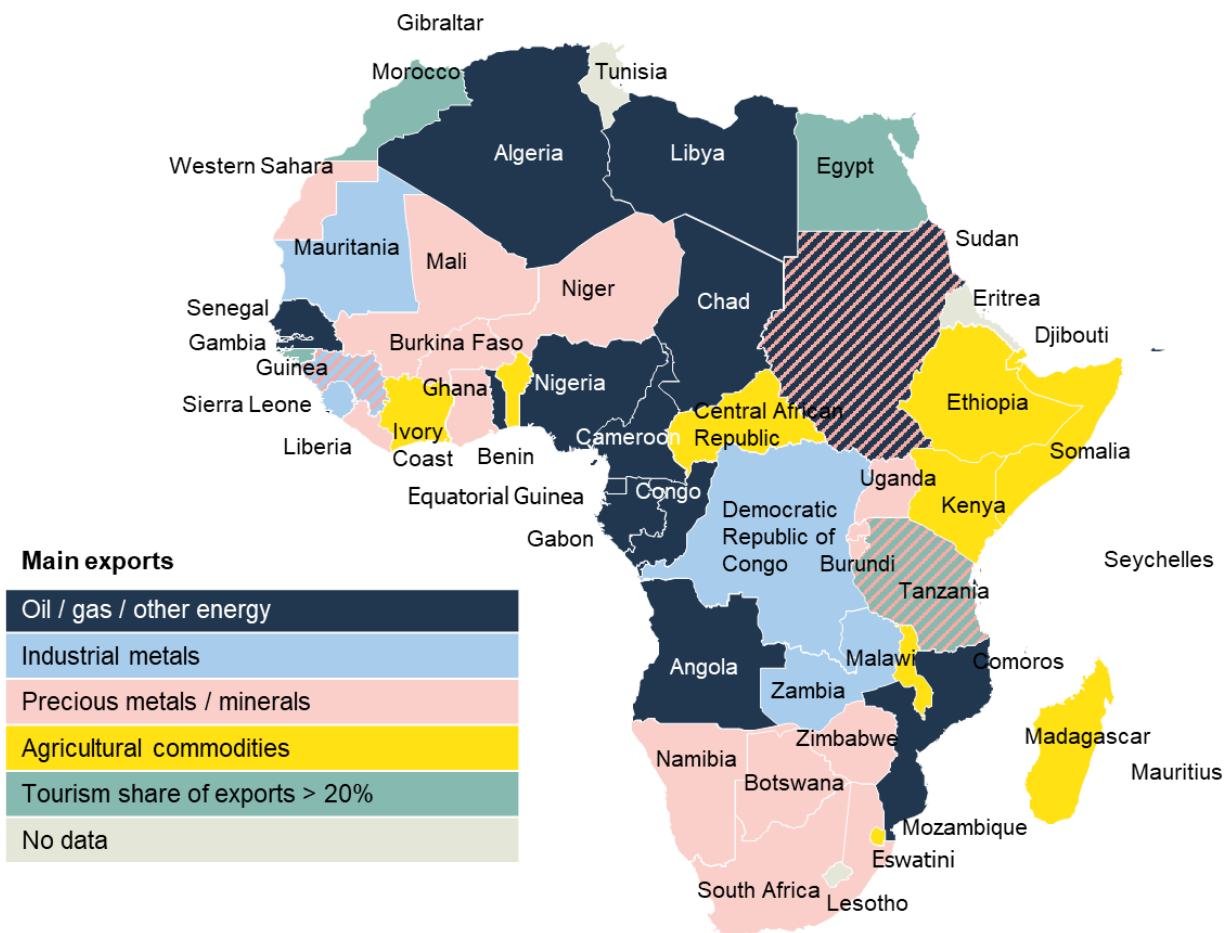 Gibraltar
Morocco
Tunisia
Algeria
Libya
Egypt
Western Sahara
Mauritania
Mali
Niger
Chad
Sudan
Eritrea
Djibouti
Senegal
Gambia
Guinea
Sierra Leone
Liberia
Burkina Faso
Ghana
Ivory
Coast
Benin
Nigeria
Cameroon
Central African
Republic
Ethiopia
Somalia
Equatorial Guinea
Gabon
Congo
Uganda
Kenya
Democratic
Republic of
Congo
Burundi
Tanzania
Seychelles
Angola
Malawi
Comoros
Zambia
Zimbabwe
Namibia
Botswana
Madagascar
Mauritius
Mozambique
Eswatini
South Africa
Lesotho
Main exports
Oil / gas / other energy
Industrial metals
Precious metals / minerals
Agricultural commodities
Tourism share of exports > 20%
No data